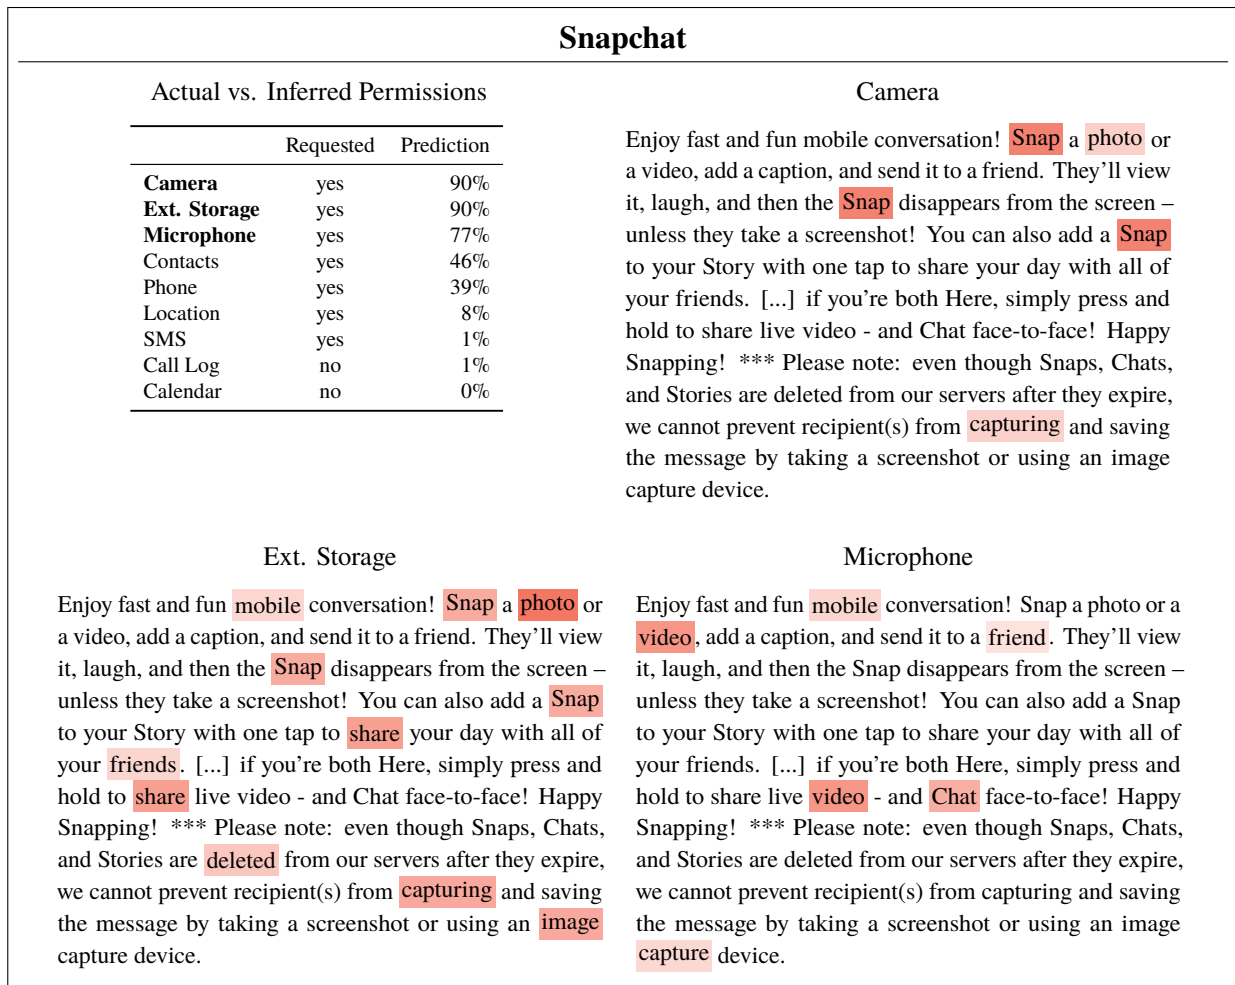 Snapchat
Actual vs. Inferred Permissions
Requested Prediction
Camera yes 90%
Ext. Storage yes 90%
Microphone yes 77%
Contacts yes 46%
Phone yes 39%
Location yes 8%
SMS yes 1%
Call Log no 1%
Calendar no 0%
Camera
Enjoy fast and fun mobile conversation! Snap a photo or
a video, add a caption, and send it to a friend. They'll view
it, laugh, and then the Snap disappears from the screen –
unless they take a screenshot! You can also add a Snap
to your Story with one tap to share your day with all of
your friends. [...] if you're both Here, simply press and
hold to share live video - and Chat face-to-face! Happy
Snapping! *** Please note: even though Snaps, Chats,
and Stories are deleted from our servers after they expire,
we cannot prevent recipient(s) from capturing and saving
the message by taking a screenshot or using an image
capture device.
Ext. Storage
Enjoy fast and fun mobile conversation! Snap a photo or
a video, add a caption, and send it to a friend. They'll view
it, laugh, and then the Snap disappears from the screen –
unless they take a screenshot! You can also add a Snap
to your Story with one tap to share your day with all of
your friends. [...] if you're both Here, simply press and
hold to share live video - and Chat face-to-face! Happy
Snapping! *** Please note: even though Snaps, Chats,
and Stories are deleted from our servers after they expire,
we cannot prevent recipient(s) from capturing and saving
the message by taking a screenshot or using an image
capture device.
Microphone
Enjoy fast and fun mobile conversation! Snap a photo or a
video, add a caption, and send it to a friend. They'll view
it, laugh, and then the Snap disappears from the screen –
unless they take a screenshot! You can also add a Snap
to your Story with one tap to share your day with all of
your friends. [...] if you're both Here, simply press and
hold to share live video - and Chat face-to-face! Happy
Snapping! *** Please note: even though Snaps, Chats,
and Stories are deleted from our servers after they expire,
we cannot prevent recipient(s) from capturing and saving
the message by taking a screenshot or using an image
capture device.